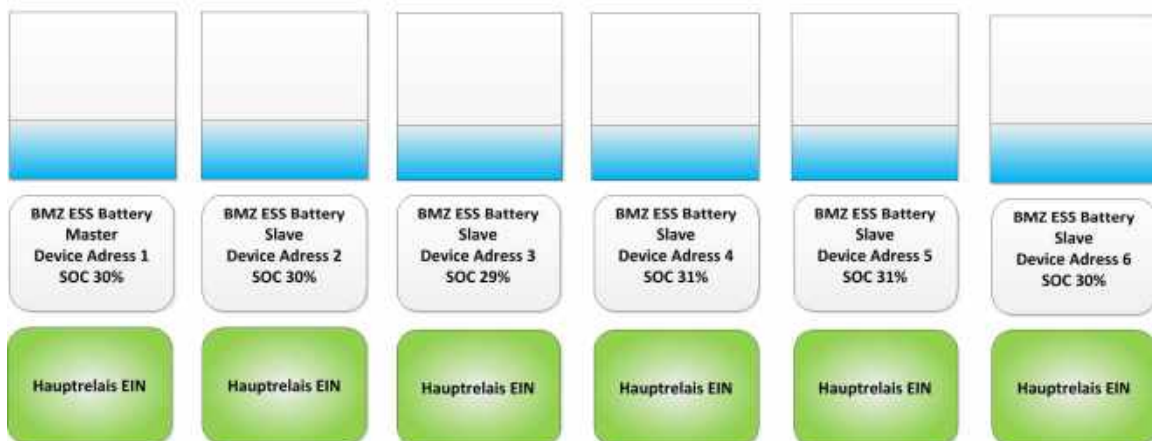 BMZ ESS Battery
Master
Device Adress 1
SOC 30%
BMZ ESS Battery
Slave
Device Adress 2
SOC 30%
BMZ ESS Battery
Slave
Device Adress 3
SOC 29%
BMZ ESS Battery
Slave
Device Adress 4
SOC 31%
BMZ ESS Battery
Slave
Device Adress 5
SOC 31%
BMZ ESS Battery
Slave
Device Adress 6
SOC 30%
Hauptrelais EIN
Hauptrelais EIN
Hauptrelais EIN
Hauptrelais EIN
Hauptrelais EIN
Hauptrelais EIN